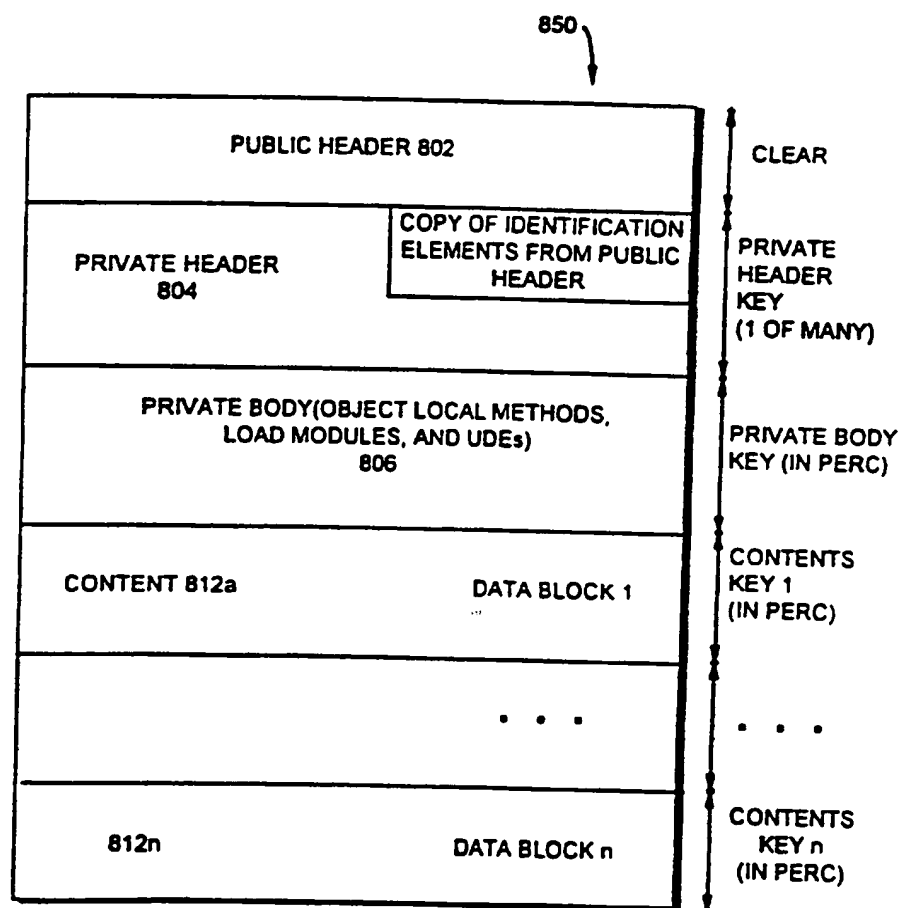 850
PUBLIC HEADER 802
CLEAR
COPY OF IDENTIFICATION
ELEMENTS FROM PUBLIC
HEADER
PRIVATE HEADER
804
PRIVATE
HEADER
KEY
(1 OF MANY)
PRIVATE BODY(OBJECT LOCAL METHODS,
LOAD MODULES, AND UDEs)
806
PRIVATE BODY
KEY (IN PERC)
CONTENT 812a
DATA BLOCK 1
CONTENTS
KEY 1
(IN PERC)
. . .
. . .
812n
DATA BLOCK n
CONTENTS
KEY n
(IN PERC)